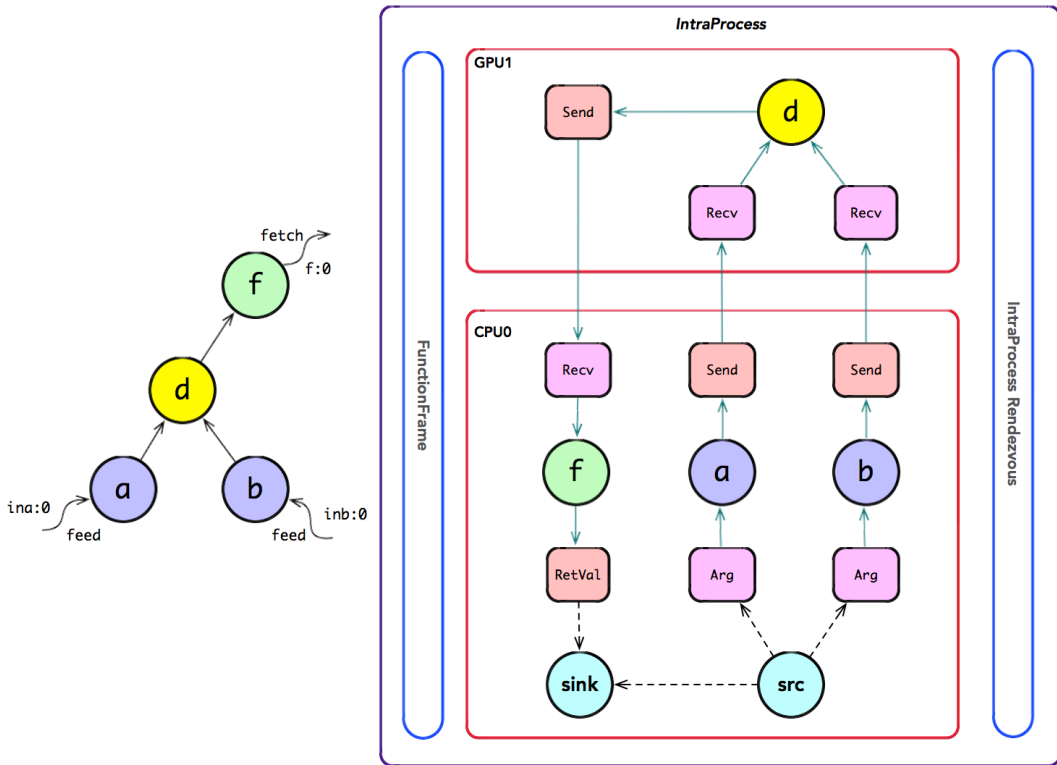 IntraProcess
GPU1
Send
d
Recv
Recv
fetch
f:0
f
d
a
b
ina:0
feed
feed
inb:0
FunctionFrame
CPU0
Recv
Send
Send
f
a
b
RetVal
Arg
Arg
sink
src
IntraProcess Rendezvous